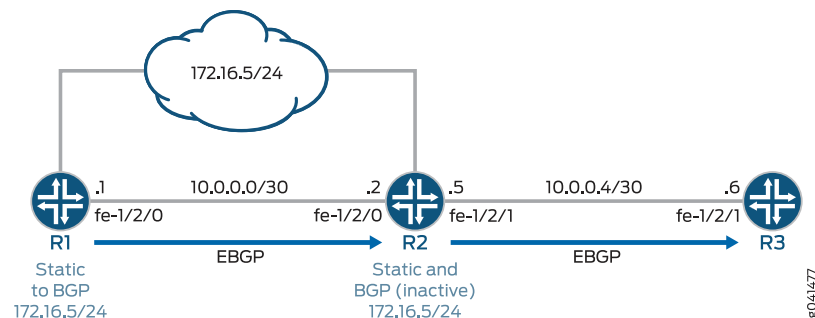 172.16.5/24
.1 10.0.0.0/30 .2
.5 10.0.0.4/30 .6
fe-1/2/0 fe-1/2/0
fe-1/2/1 fe-1/2/1
R1
R2
R3
EBGP
EBGP
Static
to BGP
172.16.5/24
Static and
BGP (inactive)
172.16.5/24
g041477